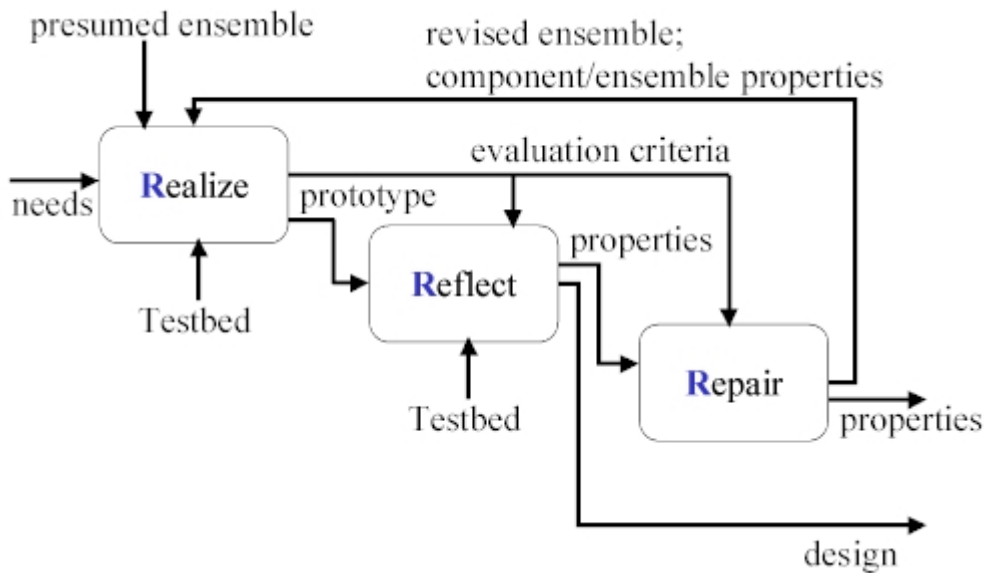 presumed ensemble
revised ensemble;
component/ensemble properties
needs
Realize
evaluation criteria
prototype
Testbed
Reflect
properties
Testbed
Repair
properties
design